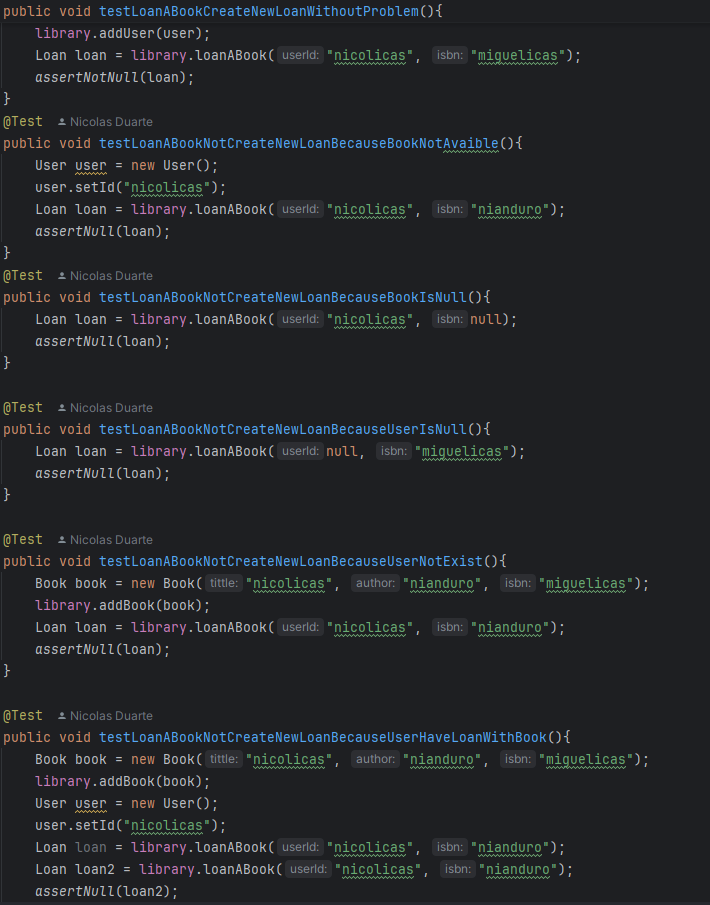 public void testLoanABookCreateNewLoanWithoutProblem(){
    library.addUser(user);
    Loan loan = library.loanABook( userId: "nicolicas", isbn: "miguelicas");
    assertNotNull(loan);
}
@Test Nicolas Duarte
public void testLoanABookNotCreateNewLoanBecauseBookNotAvaible(){
    User user = new User();
    user.setId("nicolicas");
    Loan loan = library.loanABook( userId: "nicolicas", isbn: "nianduro");
    assertNull(loan);
}
@Test Nicolas Duarte
public void testLoanABookNotCreateNewLoanBecauseBookIsNull(){
    Loan loan = library.loanABook( userId: "nicolicas", isbn: null);
    assertNull(loan);
}
@Test Nicolas Duarte
public void testLoanABookNotCreateNewLoanBecauseUserIsNull(){
    Loan loan = library.loanABook( userId: null, isbn: "miguelicas");
    assertNull(loan);
}
@Test Nicolas Duarte
public void testLoanABookNotCreateNewLoanBecauseUserNotExist(){
    Book book = new Book( tittle: "nicolicas", author: "nianduro", isbn: "miguelicas");
    library.addBook(book);
    Loan loan = library.loanABook( userId: "nicolicas", isbn: "nianduro");
    assertNull(loan);
}
@Test Nicolas Duarte
public void testLoanABookNotCreateNewLoanBecauseUserHaveLoanWithBook(){
    Book book = new Book( tittle: "nicolicas", author: "nianduro", isbn: "miguelicas");
    library.addBook(book);
    User user = new User();
    user.setId("nicolicas");
    Loan loan = library.loanABook( userId: "nicolicas", isbn: "nianduro");
    Loan loan2 = library.loanABook( userId: "nicolicas", isbn: "nianduro");
    assertNull(loan2);